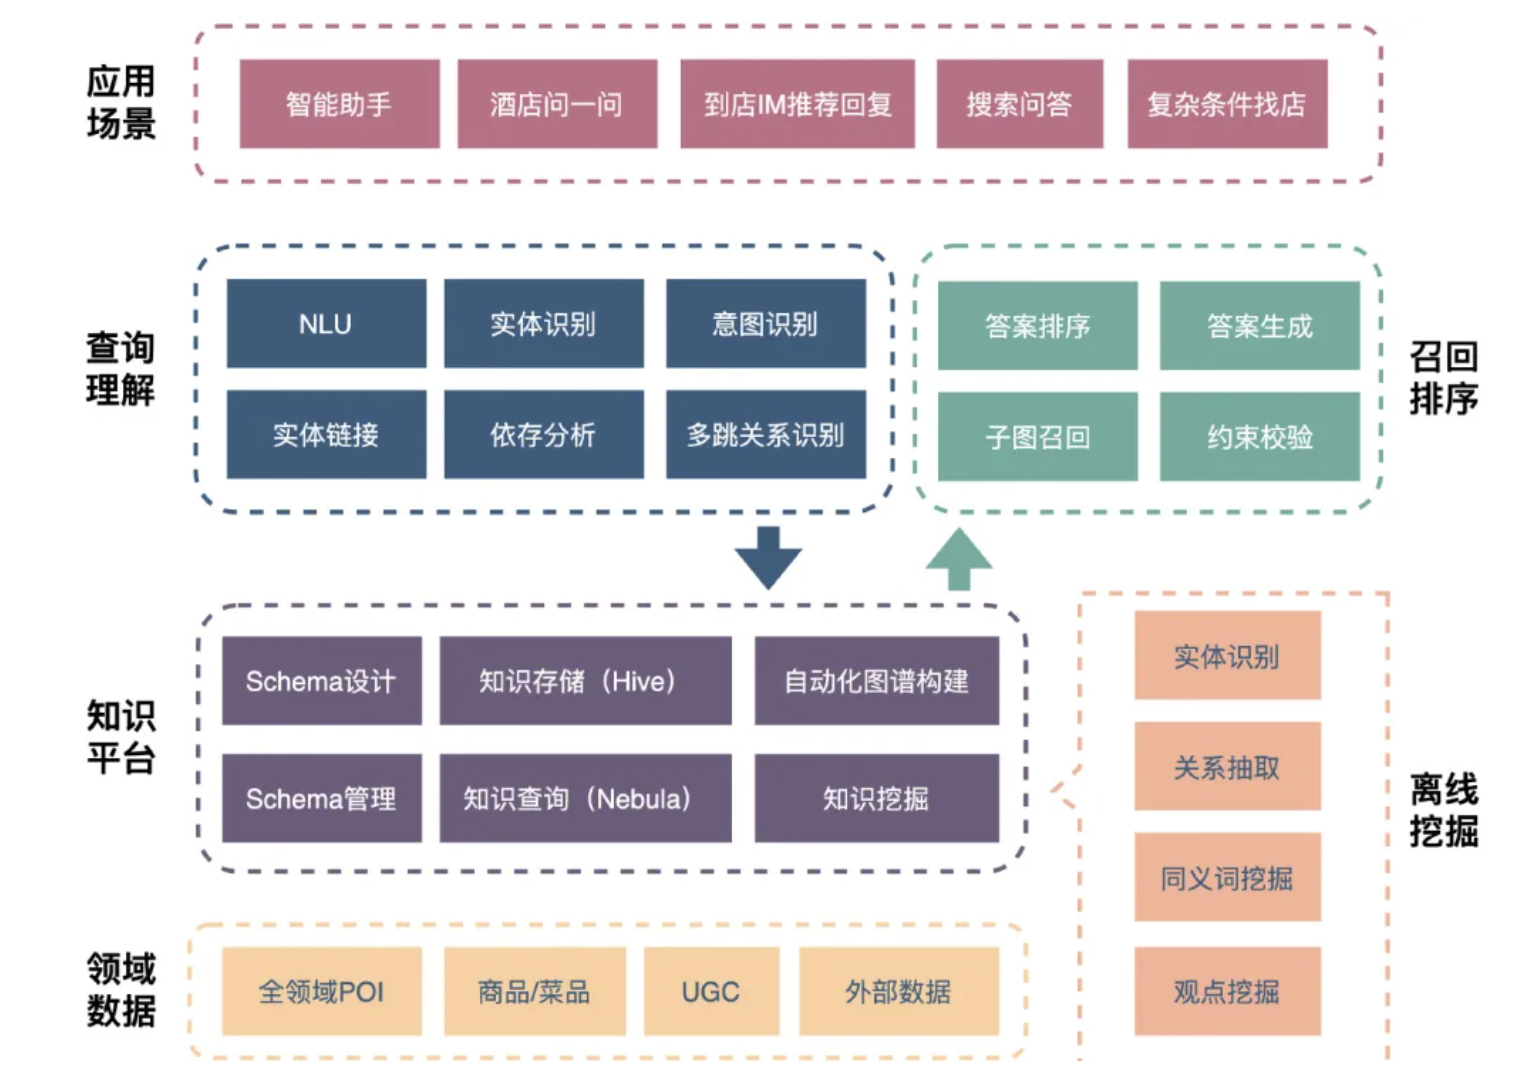 应用
场景
智能助手
酒店问一问
到店IM推荐回复
搜索问答
复杂条件找店
查询
理解
NLU
实体识别
意图识别
实体链接
依存分析
多跳关系识别
答案排序
答案生成
子图召回
约束校验
召回
排序
知识
平台
Schema设计
知识存储（Hive）
自动化图谱构建
Schema管理
知识查询（Nebula）
知识挖掘
实体识别
关系抽取
同义词挖掘
观点挖掘
离线
挖掘
领域
数据
全领域POI
商品/菜品
UGC
外部数据